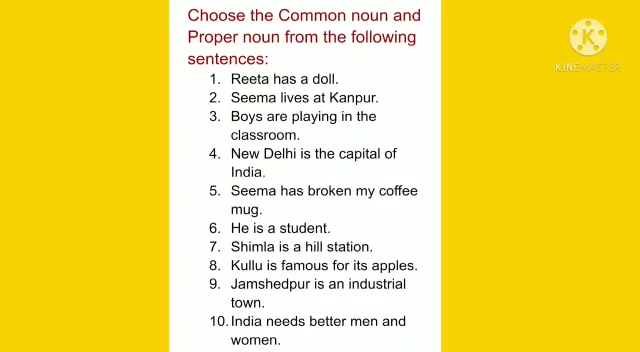 Choose the Common noun and
Proper noun from the following
sentences:
1. Reeta has a doll.
2. Seema lives at Kanpur.
3. Boys are playing in the
classroom.
4. New Delhi is the capital of
India.
5. Seema has broken my coffee
mug.
6. He is a student.
7. Shimla is a hill station.
8. Kullu is famous for its apples.
9. Jamshedpur is an industrial
town.
10. India needs better men and
women.
K
KINEMASTER